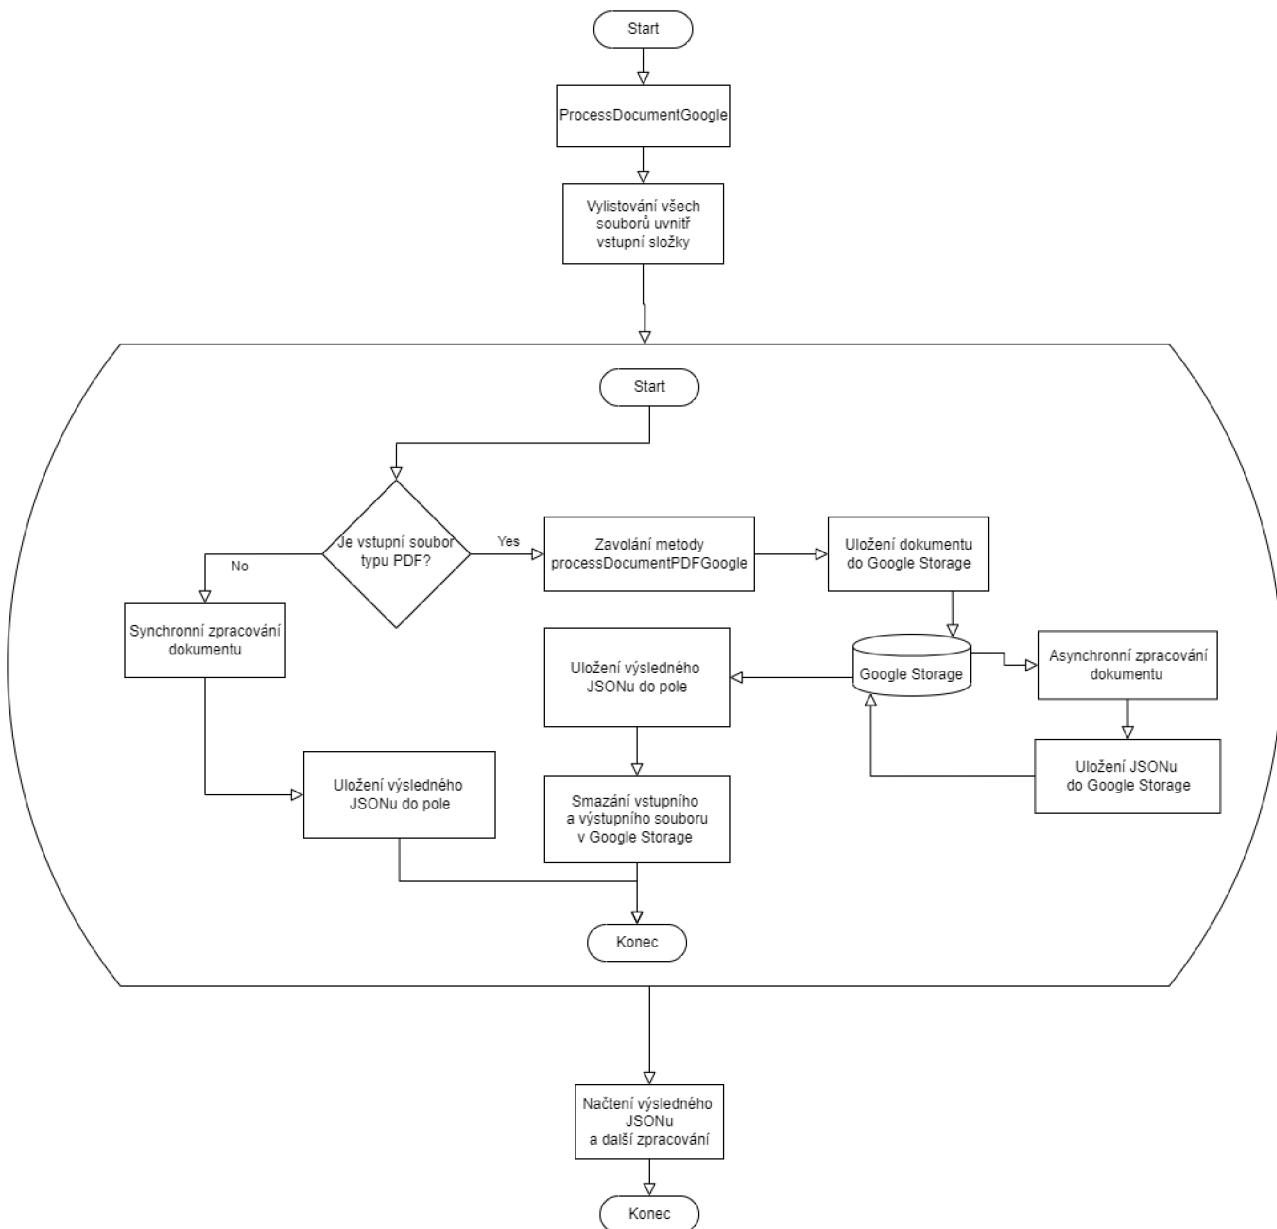 Start
ProcessDocumentGoogle
Vylistování všech
souborů uvnitř
vstupní složky
Start
Je vstupní soubor
typu PDF?
No
Yes
Zavolání metody
processDocumentPDFGoogle
Uložení dokumentu
do Google Storage
Synchronní zpracování
dokumentu
Uložení výsledného
JSONu do pole
Google Storage
Asynchronní zpracování
dokumentu
Uložení výsledného
JSONu do pole
Smazání vstupního
a výstupního souboru
v Google Storage
Uložení JSONu
do Google Storage
Konec
Načtení výsledného
JSONu
a další zpracování
Konec